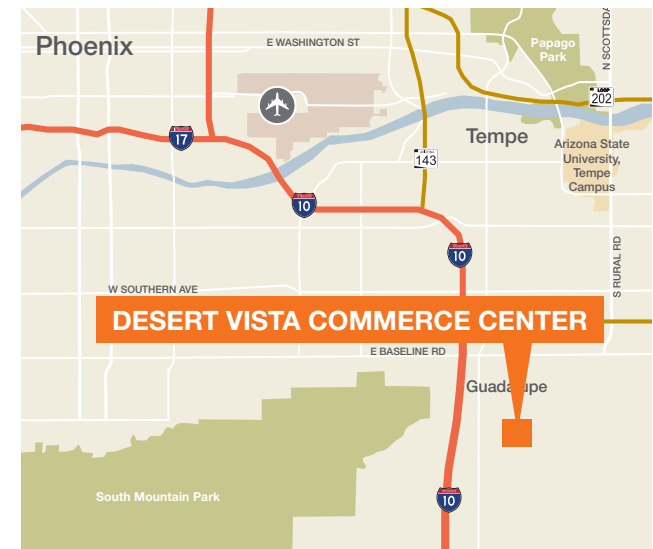 Phoenix
E WASHINGTON ST
Papago
Park
N SCOTTSDA
LOOP
202
17
Tempe
143
Arizona State
University,
Tempe
Campus
10
10
S RURAL RD
W SOUTHERN AVE
DESERT VISTA COMMERCE CENTER
E BASELINE RD
Guadalupe
South Mountain Park
10